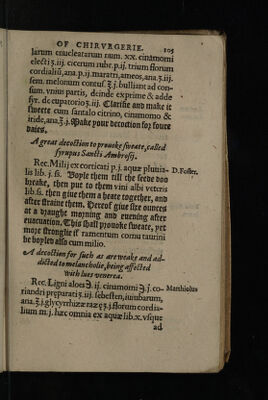 OF CHIRVRGERIE. 105
larum enucleatarum num. xx. cinamomi
electi ʒ.iij. cicerum rubr. p.ij. trium florum
cordialiū, ana.p.ij. maratri, ameos, ana.ʒ.iij.
sem. melonum contus. ℥.j. bulliant ad con-
sum. vnius partis, deinde exprime & adde
syr. de eupatorio ℥.iij. Clarifie and make it
sweete cum santalo citrino, cinamomo &
iride, ana.ʒ.j. Make your decoction for foure
daies.
A great decoction to prouoke sweate, called
syrupus Sancti Ambrosij.
Rec. Milij excorticati p.j. aquæ pluuia-
lis lib. j. ss. Boyle them till the seede doo
D. Foster.
breake, then put to them vini albi veteris
lib. ss. then giue them a heate together, and
after straine them. Hereof giue fire ounces
at a draught morning and euening after
euacuation. This shall prouoke sweate, yet
more stronglie if ramentum cornu taurini
be boyled also cum milio.
A decoction for such as are weake and ad-
dicted to melancholie, being affected
with lues venerea.
Rec. Ligni aloes ℈. ij. cinamomi ℈. j. co-
Matthiolus
riandri præparati ʒ.iij. sebesten, iuiubarum,
ana.℥.j. glycyrrhizæ rasæ ʒ.j. florum cordia-
lium m.j. hæc omnia ex aquæ lib.x. vsque
ad